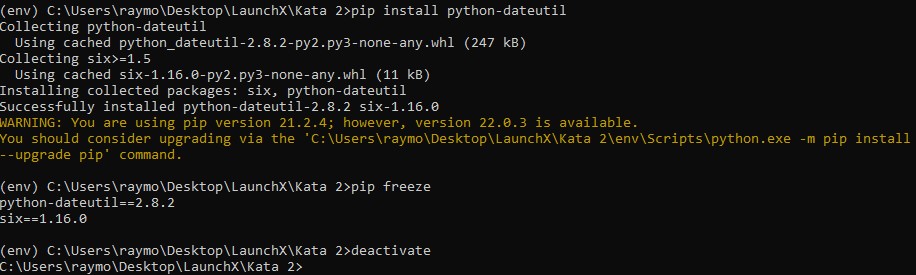 (env) C:\Users\raymo\Desktop\LaunchX\Kata 2>pip install python-dateutil
Collecting python-dateutil
  Using cached python_dateutil-2.8.2-py2.py3-none-any.whl (247 kB)
Collecting six>=1.5
  Using cached six-1.16.0-py2.py3-none-any.whl (11 kB)
Installing collected packages: six, python-dateutil
Successfully installed python-dateutil-2.8.2 six-1.16.0
WARNING: You are using pip version 21.2.4; however, version 22.0.3 is available.
You should consider upgrading via the 'C:\Users\raymo\Desktop\LaunchX\Kata 2\env\Scripts\python.exe -m pip install
--upgrade pip' command.
(env) C:\Users\raymo\Desktop\LaunchX\Kata 2>pip freeze
python-dateutil==2.8.2
six==1.16.0
(env) C:\Users\raymo\Desktop\LaunchX\Kata 2>deactivate
C:\Users\raymo\Desktop\LaunchX\Kata 2>